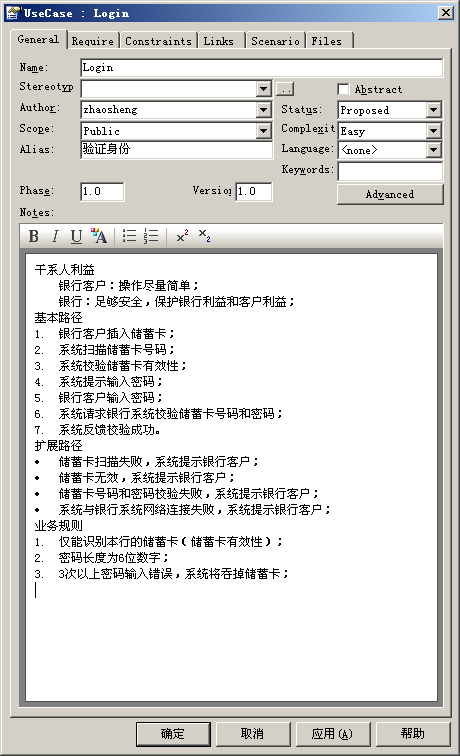 UseCase : Login
General Require Constraints Links Scenario Files
Name: Login
Stereotyp .. Abstract
Author: zhaosheng Status: Proposed
Scope: Public Complexit Easy
Alias: 验证身份 Language: <none>
Keywords:
Phase: 1.0 Version 1.0 Advanced
Notes:
B I U A x² x₂
干系人利益
银行客户：操作尽量简单；
银行：足够安全，保护银行利益和客户利益；
基本路径
1. 银行客户插入储蓄卡；
2. 系统扫描储蓄卡号码；
3. 系统校验储蓄卡有效性；
4. 系统提示输入密码；
5. 银行客户输入密码；
6. 系统请求银行系统校验储蓄卡号码和密码；
7. 系统反馈校验成功。
扩展路径
• 储蓄卡扫描失败，系统提示银行客户；
• 储蓄卡无效，系统提示银行客户；
• 储蓄卡号码和密码校验失败，系统提示银行客户；
• 系统与银行系统网络连接失败，系统提示银行客户；
业务规则
1. 仅能识别本行的储蓄卡（储蓄卡有效性）；
2. 密码长度为6位数字；
3. 3次以上密码输入错误，系统将吞掉储蓄卡；
确定 取消 应用(A) 帮助